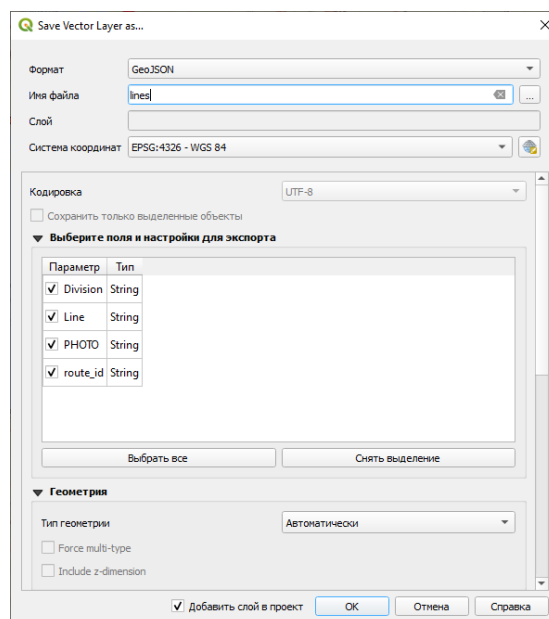 Save Vector Layer as...
Формат GeoJSON
Имя файла lines
...
Слой
Система координат EPSG:4326 - WGS 84
Кодировка UTF-8
Сохранить только выделенные объекты
Выберите поля и настройки для экспорта
Параметр Тип
Division String
Line String
PHOTO String
route_id String
Выбрать все Снять выделение
Геометрия
Тип геометрии Автоматически
Force multi-type
Include z-dimension
Добавить слой в проект OK Отмена Справка